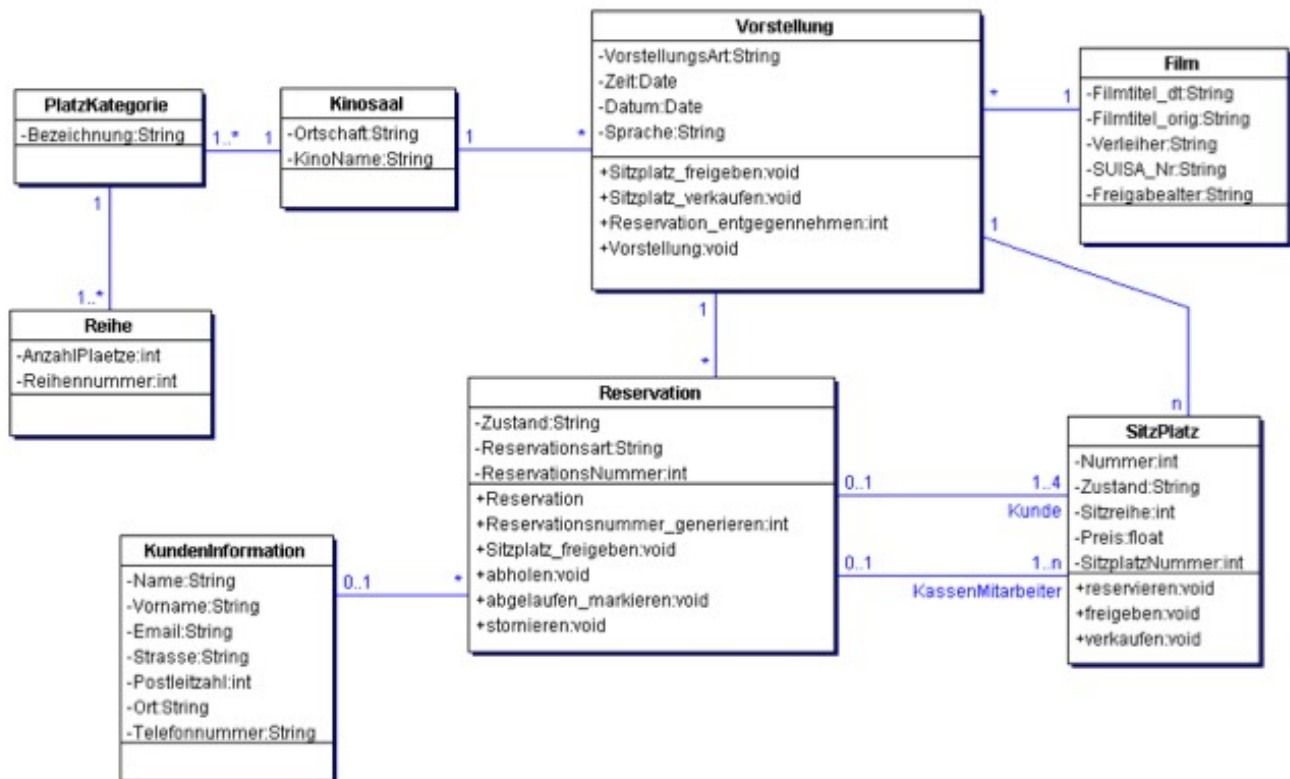 Vorstellung
-VorstellungsArt:String
-Zeit:Date
-Datum:Date
-Sprache:String
+Sitzplatz_freigeben:void
+Sitzplatz_verkaufen:void
+Reservation_entgegennehmen:int
+Vorstellung:void
Film
-Filmtitel_dt:String
-Filmtitel_orig:String
-Verleiher:String
-SUISA_Nr:String
-Freigabealter:String
PlatzKategorie
-Bezeichnung:String
Kinosaal
-Ortschaft:String
-KinoName:String
1..*
1
1
*
*
1
1
1..*
Reihe
-AnzahlPlaetze:int
-Reihennummer:int
1
*
1
n
Reservation
-Zustand:String
-Reservationsart:String
-ReservationsNummer:int
+Reservation
+Reservationsnummer_generieren:int
+Sitzplatz_freigeben:void
+abholen:void
+abgelaufen_markieren:void
+stornieren:void
SitzPlatz
-Nummer:int
-Zustand:String
-Sitzreihe:int
-Preis:float
-SitzplatzNummer:int
+reservieren:void
+freigeben:void
+verkaufen:void
0..1
1..4
Kunde
0..1
1..n
KassenMitarbeiter
KundenInformation
-Name:String
-Vorname:String
-Email:String
-Strasse:String
-Postleitzahl:int
-Ort:String
-Telefonnummer:String
0..1
*